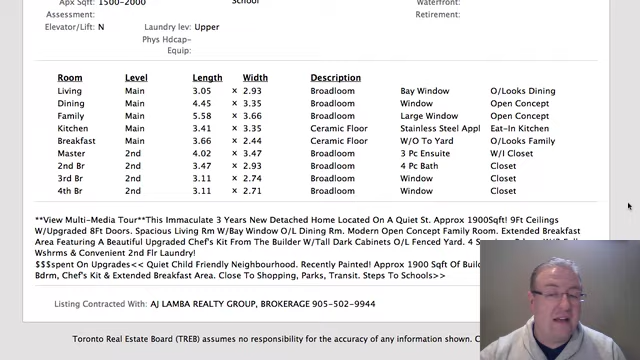 Apx Sqft: 1500-2000 School Waterfront:
Assessment: Retirement:
Elevator/Lift: N Laundry lev: Upper
Phys Hdcap-
Equip:
Room Level Length Width Description
Living Main 3.05 x 2.93 Broadloom Bay Window O/Looks Dining
Dining Main 4.45 x 3.35 Broadloom Window Open Concept
Family Main 5.58 x 3.66 Broadloom Large Window Open Concept
Kitchen Main 3.41 x 3.35 Ceramic Floor Stainless Steel Appl Eat-In Kitchen
Breakfast Main 3.66 x 2.44 Ceramic Floor W/O To Yard O/Looks Family
Master 2nd 4.02 x 3.47 Broadloom 3 Pc Ensuite W/I Closet
2nd Br 2nd 3.47 x 2.93 Broadloom 4 Pc Bath Closet
3rd Br 2nd 3.11 x 2.74 Broadloom Window Closet
4th Br 2nd 3.11 x 2.71 Broadloom Window Closet
**View Multi-Media Tour**This Immaculate 3 Years New Detached Home Located On A Quiet St. Approx 1900Sqft! 9Ft Ceilings
W/Upgraded 8Ft Doors. Spacious Living Rm W/Bay Window O/L Dining Rm. Modern Open Concept Family Room. Extended Breakfast
Area Featuring A Beautiful Upgraded Chef's Kit From The Builder W/Tall Dark Cabinets O/L Fenced Yard. 4
Wshrms & Convenient 2nd Flr Laundry!
$$$spent On Upgrades<< Quiet Child Friendly Neighbourhood. Recently Painted! Approx 1900 Sqft Of
Bdrm, Chef's Kit & Extended Breakfast Area. Close To Shopping, Parks, Transit. Steps To Schools>>
Listing Contracted With: AJ LAMBA REALTY GROUP, BROKERAGE 905-502-9944
Toronto Real Estate Board (TREB) assumes no responsibility for the accuracy of any information shown.